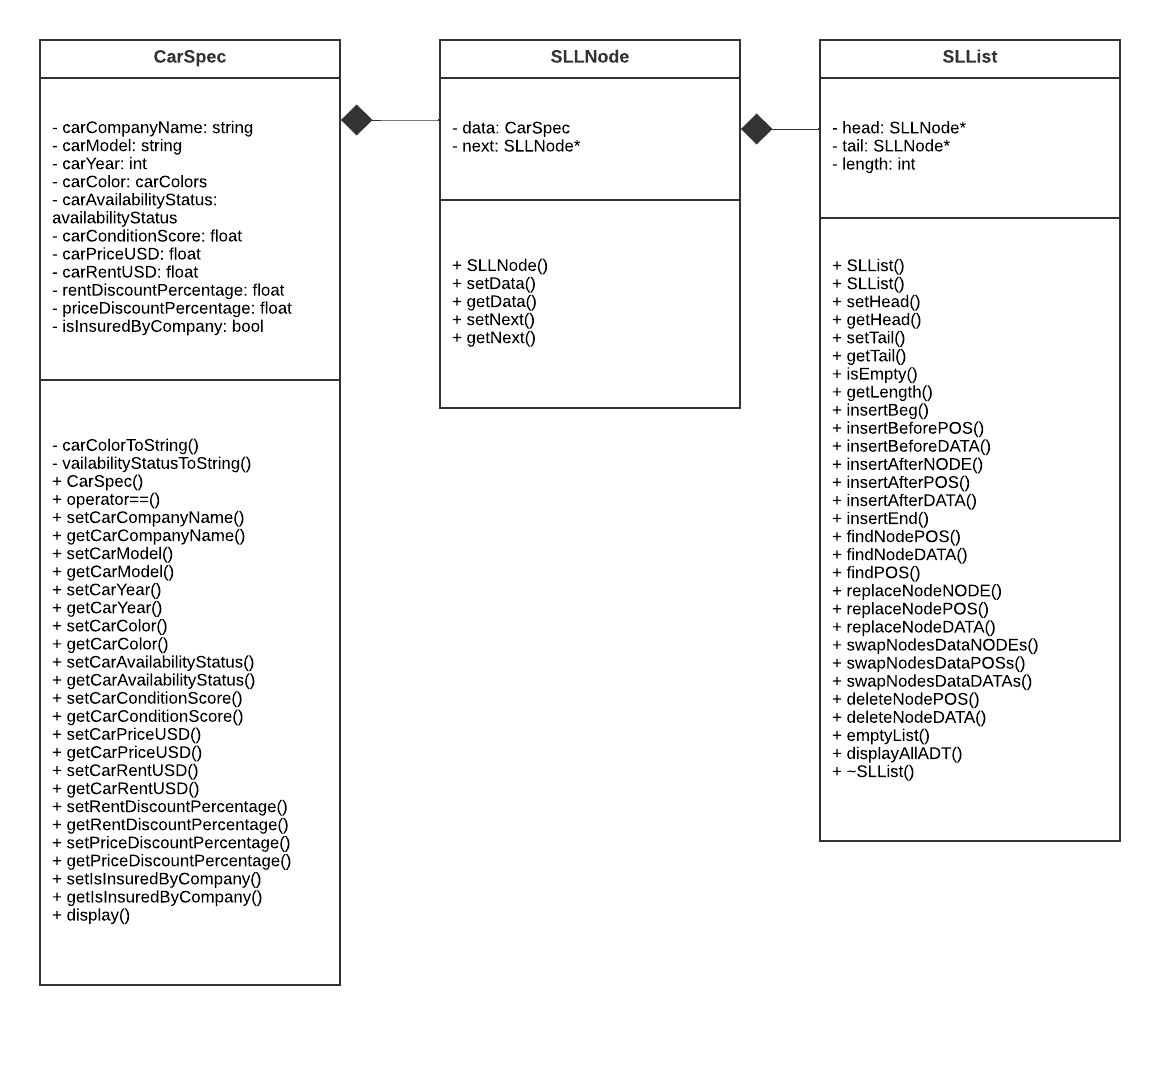 CarSpec
- carCompanyName: string
- carModel: string
- carYear: int
- carColor: carColors
- carAvailabilityStatus:
availabilityStatus
- carConditionScore: float
- carPriceUSD: float
- carRentUSD: float
- rentDiscountPercentage: float
- priceDiscountPercentage: float
- isInsuredByCompany: bool
- carColorToString()
- vailabilityStatusToString()
+ CarSpec()
+ operator==()
+ setCarCompanyName()
+ getCarCompanyName()
+ setCarModel()
+ getCarModel()
+ setCarYear()
+ getCarYear()
+ setCarColor()
+ getCarColor()
+ setCarAvailabilityStatus()
+ getCarAvailabilityStatus()
+ setCarConditionScore()
+ getCarConditionScore()
+ setCarPriceUSD()
+ getCarPriceUSD()
+ setCarRentUSD()
+ getCarRentUSD()
+ setRentDiscountPercentage()
+ getRentDiscountPercentage()
+ setPriceDiscountPercentage()
+ getPriceDiscountPercentage()
+ setIsInsuredByCompany()
+ getIsInsuredByCompany()
+ display()
SLLNode
- data: CarSpec
- next: SLLNode*
+ SLLNode()
+ setData()
+ getData()
+ setNext()
+ getNext()
SLList
- head: SLLNode*
- tail: SLLNode*
- length: int
+ SLList()
+ SLList()
+ setHead()
+ getHead()
+ setTail()
+ getTail()
+ isEmpty()
+ getLength()
+ insertBeg()
+ insertBeforePOS()
+ insertBeforeDATA()
+ insertAfterNODE()
+ insertAfterPOS()
+ insertAfterDATA()
+ insertEnd()
+ findNodePOS()
+ findNodeDATA()
+ findPOS()
+ replaceNodeNODE()
+ replaceNodePOS()
+ replaceNodeDATA()
+ swapNodesDataNODEs()
+ swapNodesDataPOSs()
+ swapNodesDataDATAs()
+ deleteNodePOS()
+ deleteNodeDATA()
+ emptyList()
+ displayAllADT()
+ ~SLList()